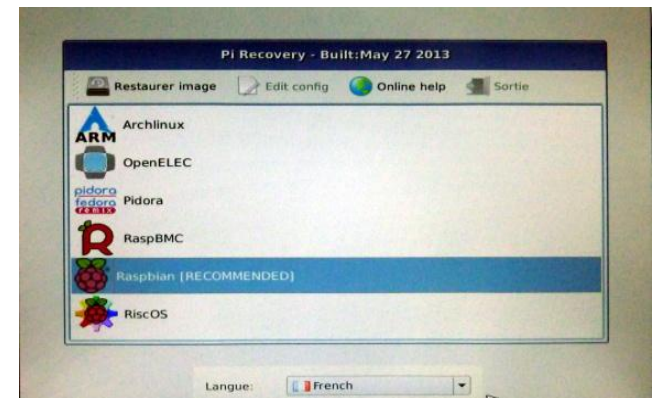 Pi Recovery - Built:May 27 2013
Restaurer image Edit config Online help Sortie
ARM Archlinux
OpenELEC
pidora fedora remix Pidora
RaspBMC
Raspbian [RECOMMENDED]
RiscOS
Langue: French